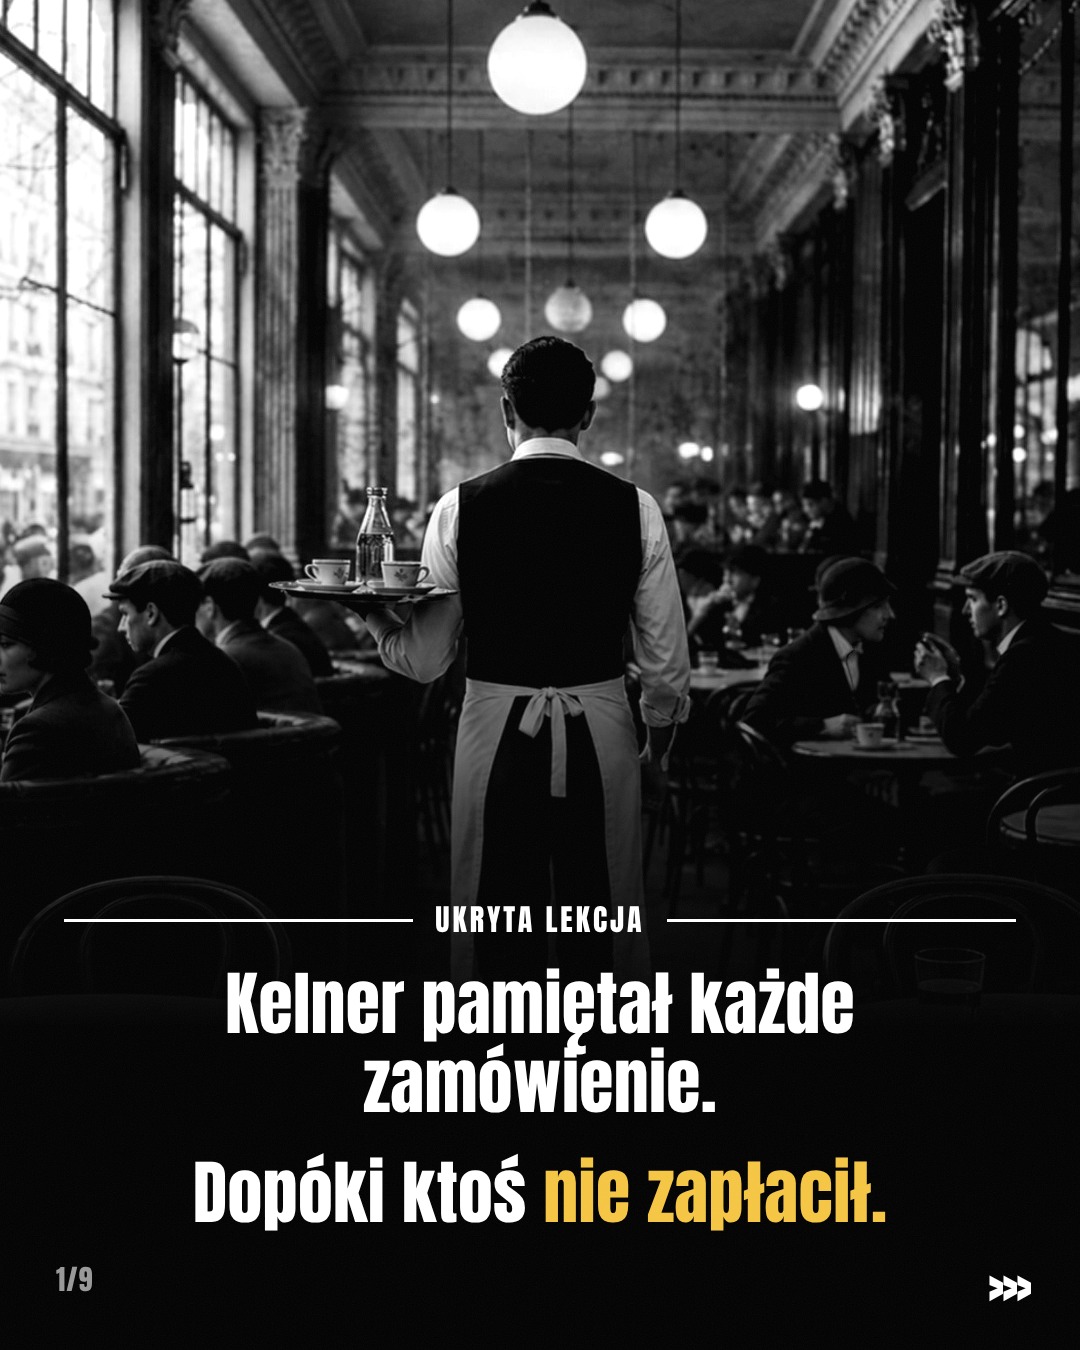 UKRYTA LEKCJA
Kelner pamiętał każde
zamówienie.
Dopóki ktoś nie zapłacił.
1/9
>>>